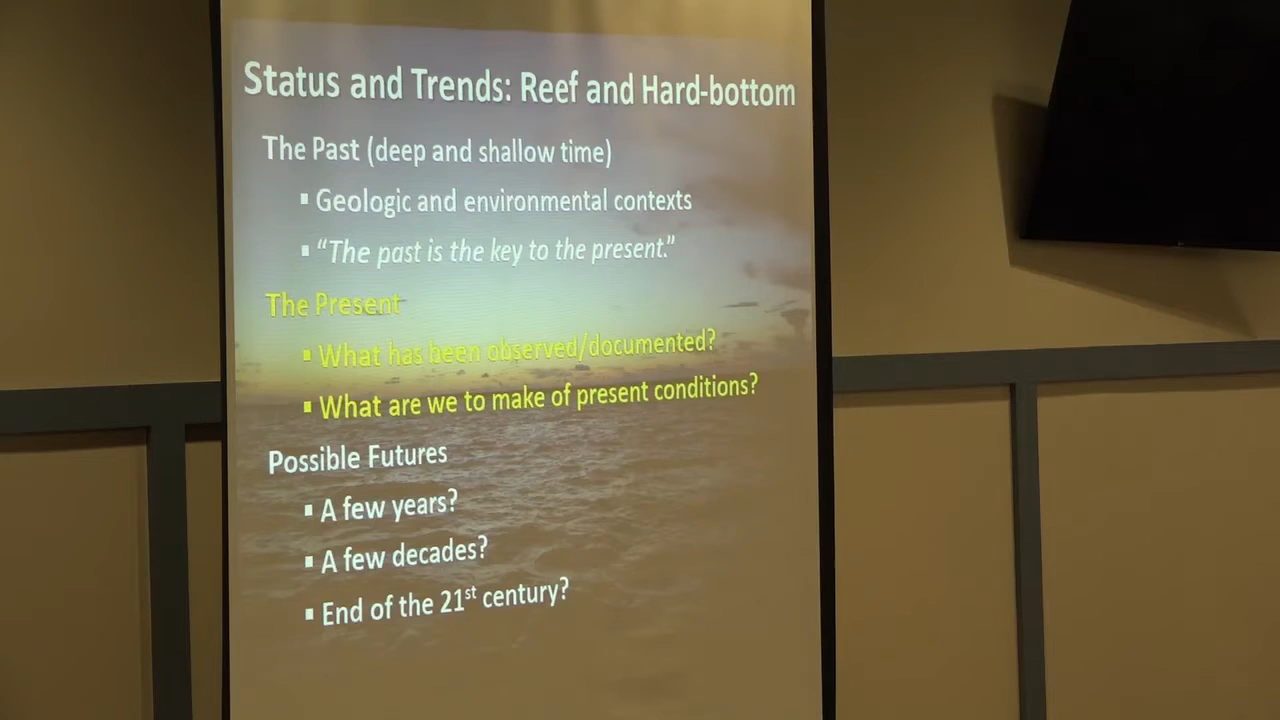 Status and Trends: Reef and Hard-bottom
The Past (deep and shallow time)
▪ Geologic and environmental contexts
▪ “The past is the key to the present.”
The Present
▪ What has been observed/documented?
▪ What are we to make of present conditions?
Possible Futures
▪ A few years?
▪ A few decades?
▪ End of the 21st century?